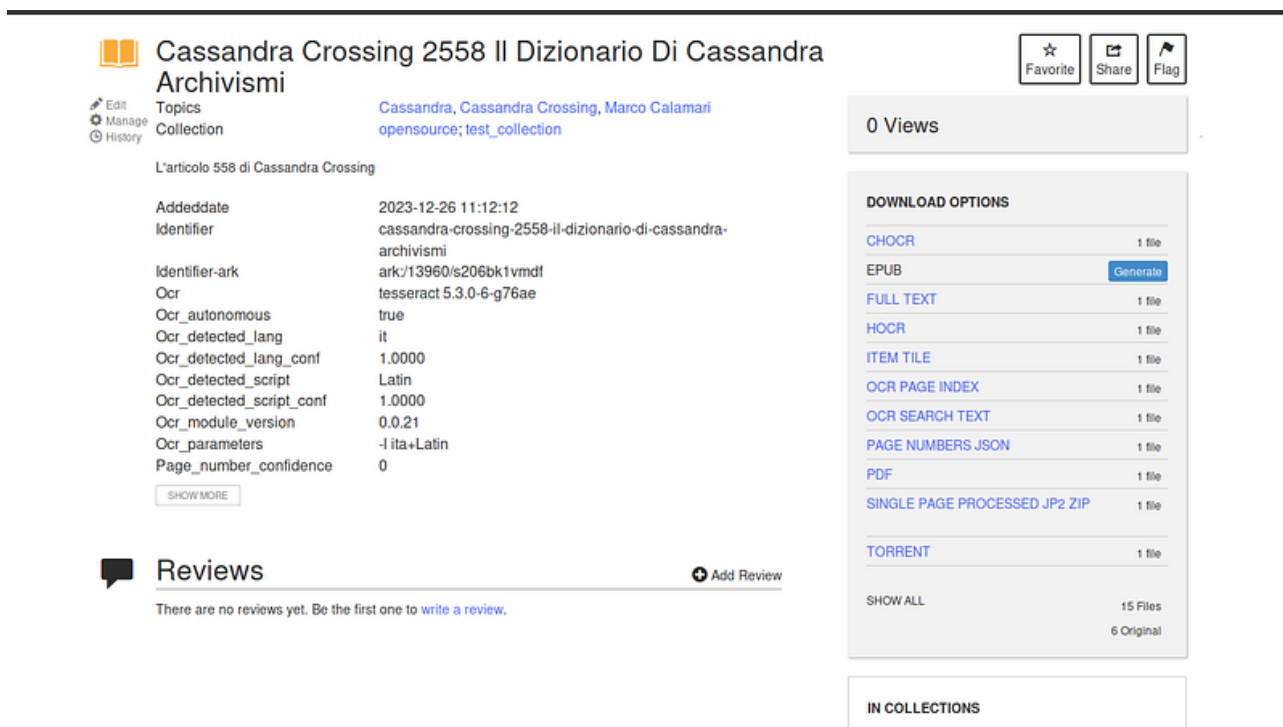 Cassandra Crossing 2558 Il Dizionario Di Cassandra
Archivismi
Favorite
Share
Flag
Edit
Manage
History
Topics Cassandra, Cassandra Crossing, Marco Calamari
Collection opensource; test_collection
L'articolo 558 di Cassandra Crossing
Addeddate 2023-12-26 11:12:12
Identifier cassandra-crossing-2558-il-dizionario-di-cassandra-
archivismi
Identifier-ark ark:/13960/s206bk1vmdf
Ocr tesseract 5.3.0-6-g76ae
Ocr_autonomous true
Ocr_detected_lang it
Ocr_detected_lang_conf 1.0000
Ocr_detected_script Latin
Ocr_detected_script_conf 1.0000
Ocr_module_version 0.0.21
Ocr_parameters -l ita+Latin
Page_number_confidence 0
SHOW MORE
Reviews
Add Review
There are no reviews yet. Be the first one to write a review.
0 Views
DOWNLOAD OPTIONS
CHOCR 1 file
EPUB Generate
FULL TEXT 1 file
HOCR 1 file
ITEM TILE 1 file
OCR PAGE INDEX 1 file
OCR SEARCH TEXT 1 file
PAGE NUMBERS JSON 1 file
PDF 1 file
SINGLE PAGE PROCESSED JP2 ZIP 1 file
TORRENT 1 file
SHOW ALL 15 Files
6 Original
IN COLLECTIONS